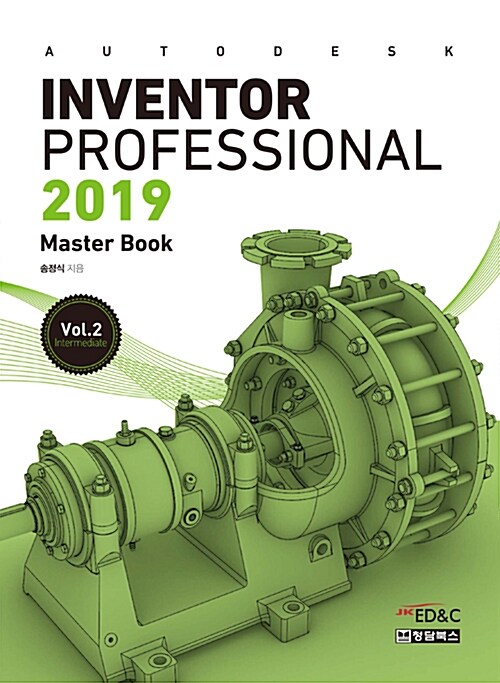 AUTODESK
INVENTOR
PROFESSIONAL
2019
Master Book
송정식 지음
Vol.2
Intermediate
JK ED&C
청담북스